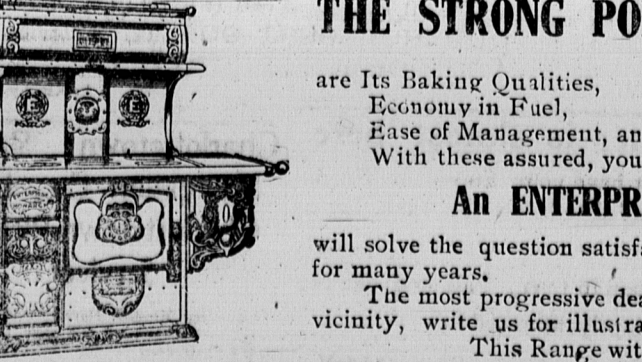 THE STRONG PO
are Its Baking Qualities,
Economy in Fuel,
Ease of Management, an
With these assured, you
An ENTERPR
will solve the question satisf
for many years.
The most progressive dea
vicinity, write us for illustra
This Range wit
E E